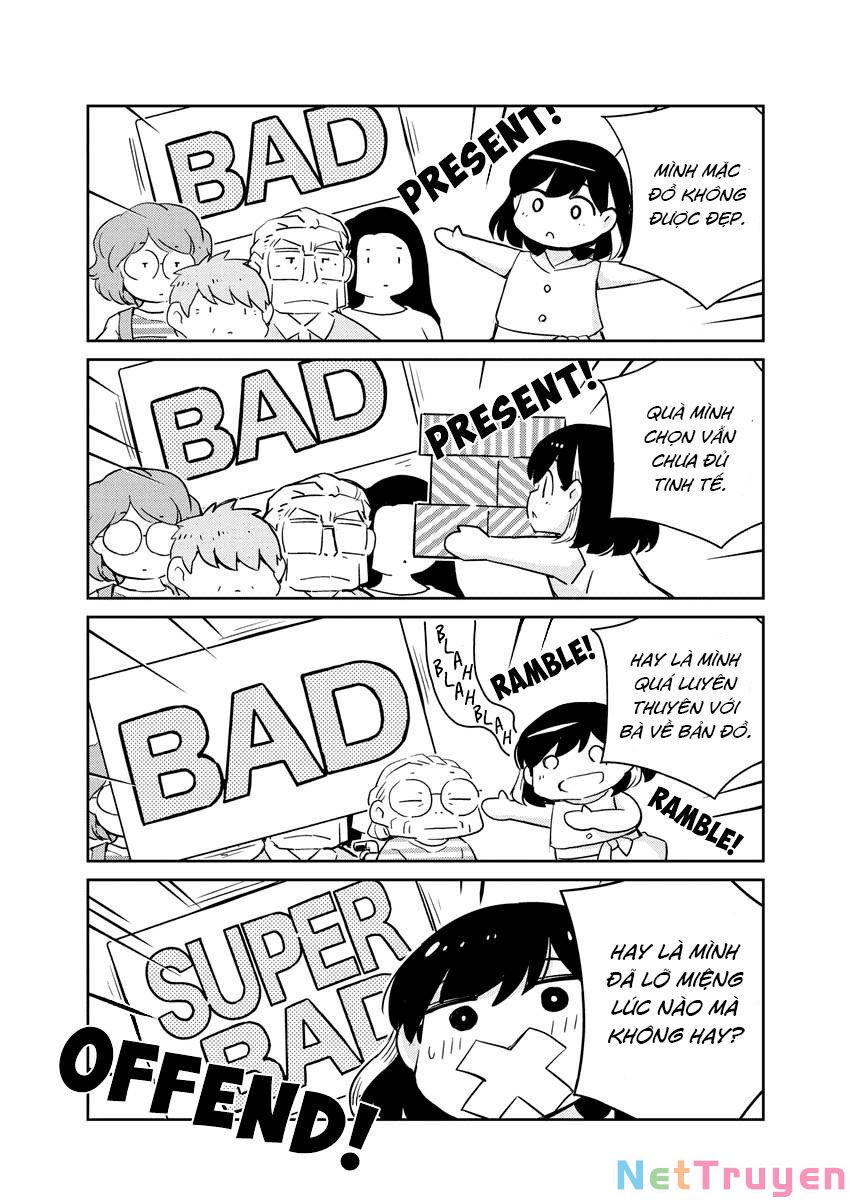 BAD
PRESENT!
MÌNH MẶC
ĐỒ KHÔNG
ĐƯỢC ĐẸP.
BAD
PRESENT!
QUÀ MÌNH
CHỌN VẪN
CHƯA ĐỦ
TINH TẾ.
BAD
BLAH
BLAH
BLAH
RAMBLE!
HAY LÀ MÌNH
QUÁ LUYÊN
THUYÊN VỚI
BÀ VỀ BẢN ĐỒ.
RAMBLE!
SUPER
BAD
HAY LÀ MÌNH
ĐÃ LỠ MIỆNG
LÚC NÀO MÀ
KHÔNG HAY?
OFFEND!
NetTruyen